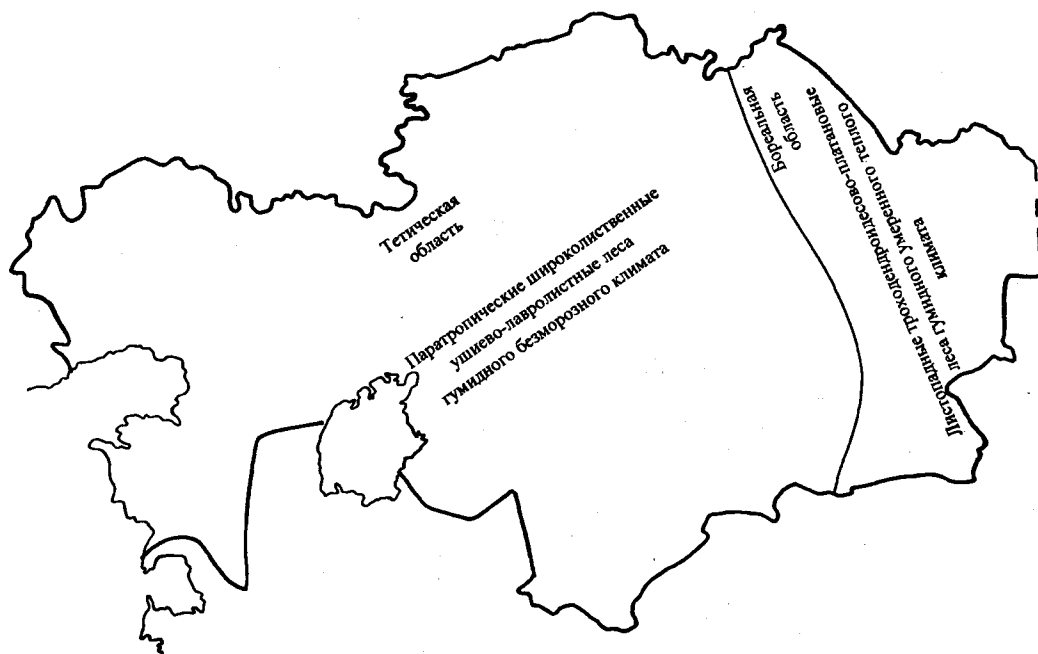 Тетическая
область
Паратропические широколиственные
ушиево-лавролистные леса
гумидного безморозного климата
Бореальная
область
Листопадные троходендроидесово-платановые
леса гумидного умеренного теплого
климата